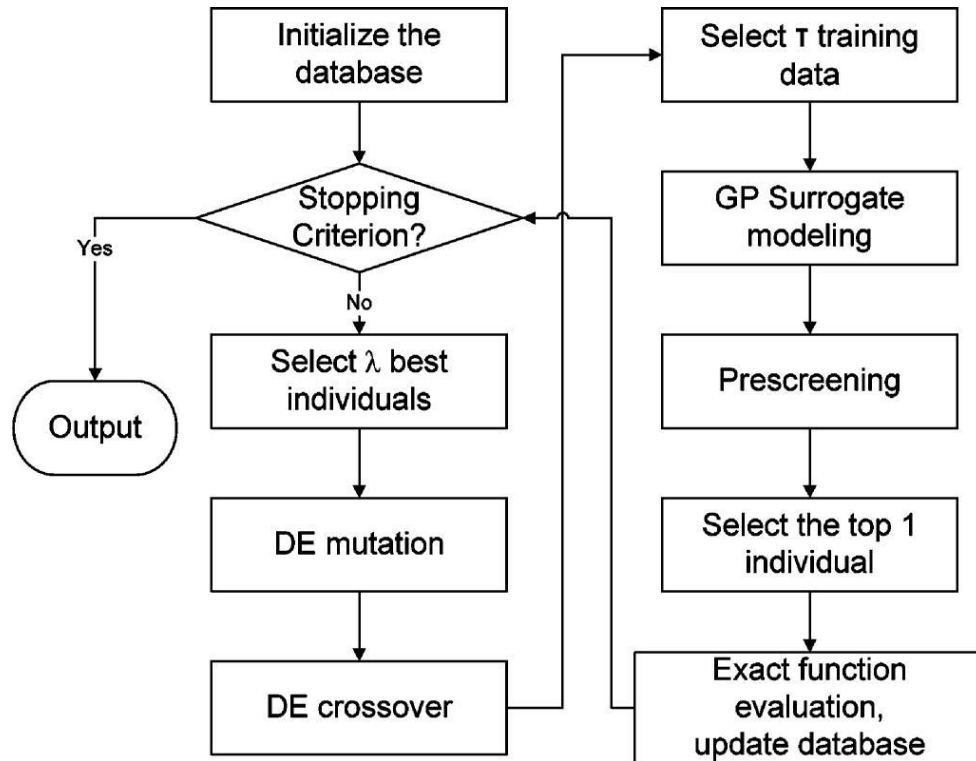 Initialize the
database
Stopping
Criterion?
Yes
No
Output
Select λ best
individuals
DE mutation
DE crossover
Select τ training
data
GP Surrogate
modeling
Prescreening
Select the top 1
individual
Exact function
evaluation,
update database